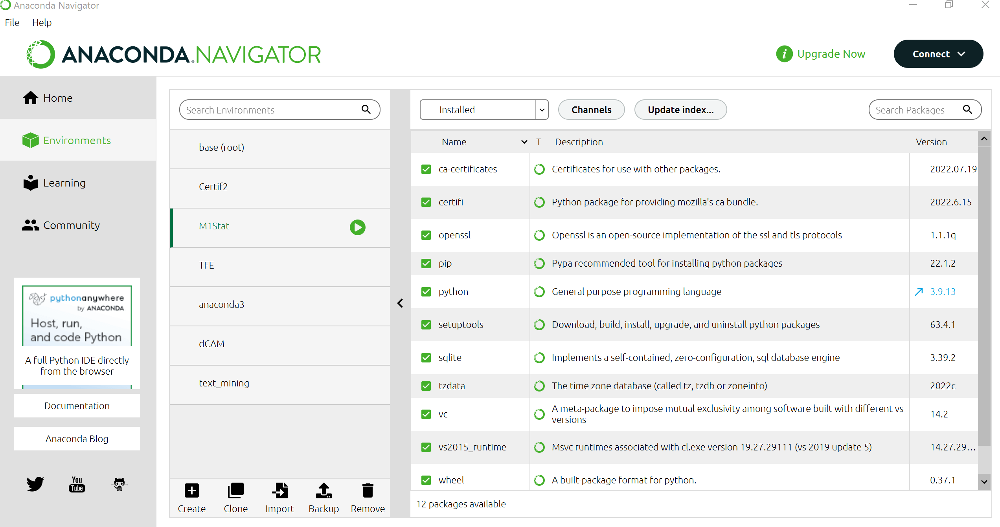 Anaconda Navigator
File Help
ANACONDA.NAVIGATOR
Upgrade Now
Connect
Home
Environments
Learning
Community
pythonanywhere
by ANACONDA
Host, run,
and code Python
A full Python IDE directly
from the browser
Documentation
Anaconda Blog
You
Tube
Search Environments
base (root)
Certif2
M1Stat
TFE
anaconda3
dCAM
text_mining
Create Clone Import Backup Remove
Installed Channels Update index... Search Packages
Name T Description Version
ca-certificates Certificates for use with other packages. 2022.07.19
certifi Python package for providing mozilla's ca bundle. 2022.6.15
openssl Openssl is an open-source implementation of the ssl and tls protocols 1.1.1q
pip Pypa recommended tool for installing python packages 22.1.2
python General purpose programming language 3.9.13
setuptools Download, build, install, upgrade, and uninstall python packages 63.4.1
sqlite Implements a self-contained, zero-configuration, sql database engine 3.39.2
tzdata The time zone database (called tz, tzdb or zoneinfo) 2022c
vc A meta-package to impose mutual exclusivity among software built with different vs
versions 14.2
vs2015_runtime Msvc runtimes associated with cl.exe version 19.27.29111 (vs 2019 update 5) 14.27.29...
wheel A built-package format for python. 0.37.1
12 packages available